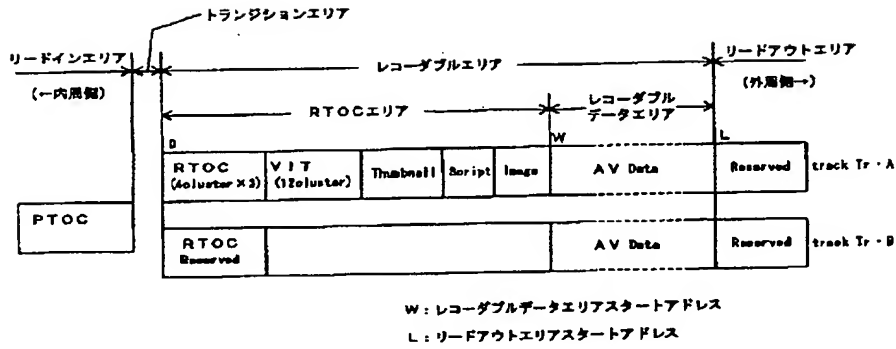 トランジションエリア
リードインエリア
レコーダブルエリア
リードアウトエリア
(←内周側)
(外周側→)
RTOCエリア
レコーダブル
データエリア
W
L
RTOC
(4cluster×3)
VIT
(12cluster)
Thumbnail
Script
Image
AV Data
Reserved
track Tr・A
PTOC
RTOC
Reserved
AV Data
Reserved
track Tr・B
W:レコーダブルデータエリアスタートアドレス
L:リードアウトエリアスタートアドレス